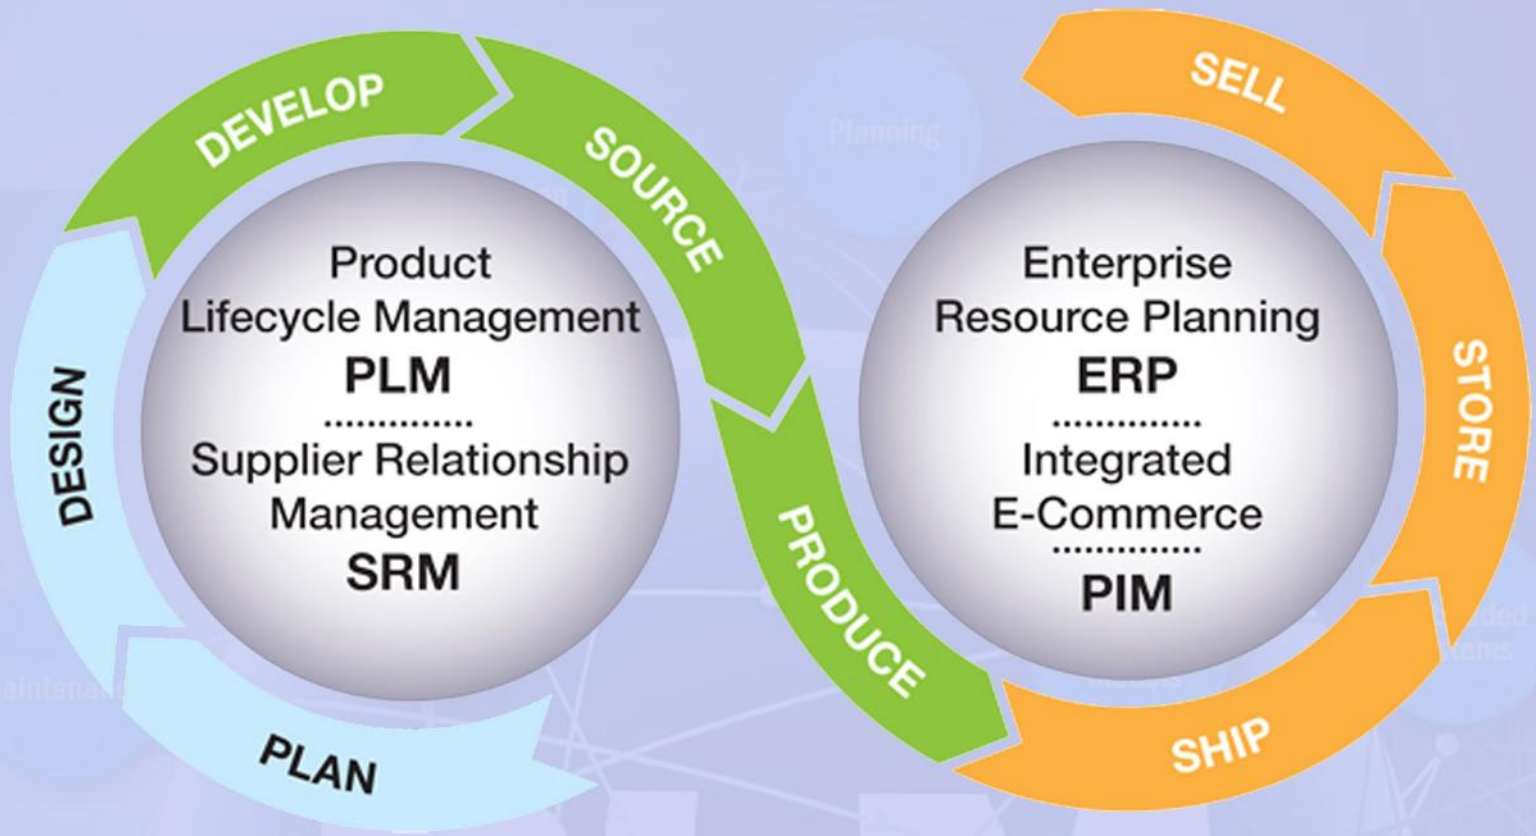 DEVELOP
SOURCE
DESIGN
PLAN
PRODUCE
Product
Lifecycle Management
PLM
Supplier Relationship
Management
SRM
SELL
STORE
SHIP
Enterprise
Resource Planning
ERP
Integrated
E-Commerce
PIM
Planning